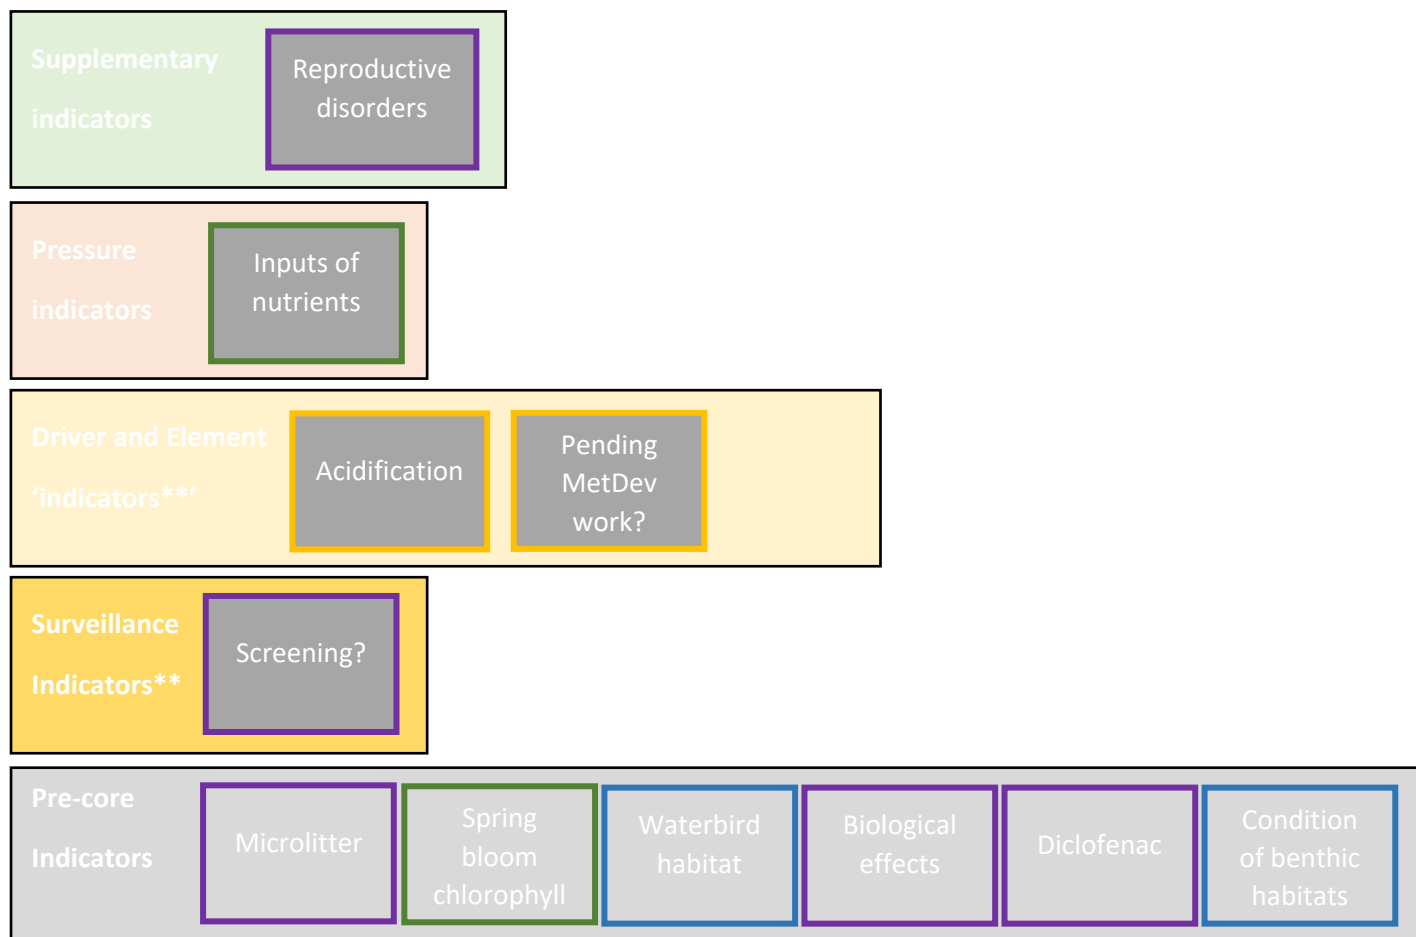 Supplementary
indicators
Reproductive
disorders
Pressure
indicators
Inputs of
nutrients
Driver and Element
‘indicators**’
Acidification
Pending
MetDev
work?
Surveillance
Indicators**
Screening?
Pre-core
Indicators
Microlitter
Spring
bloom
chlorophyll
Waterbird
habitat
Biological
effects
Diclofenac
Condition
of benthic
habitats